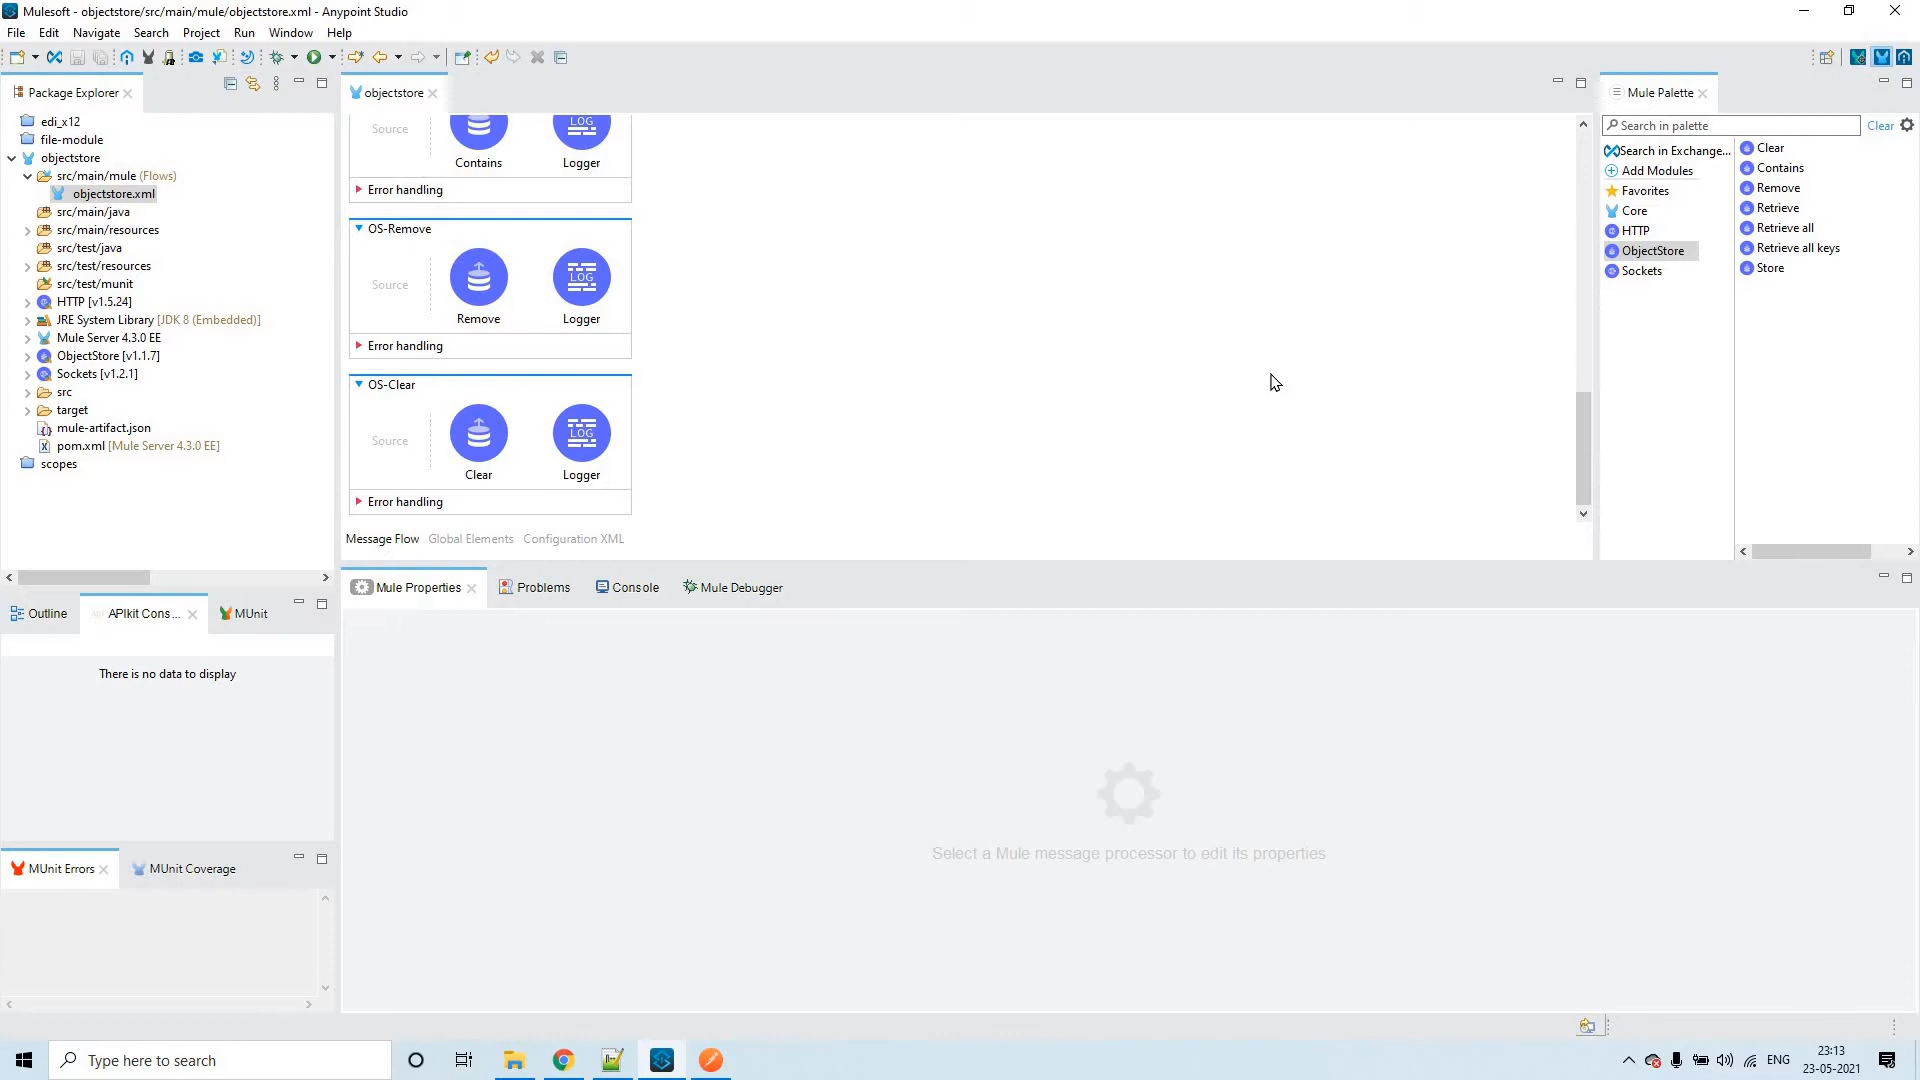 Mulesoft - objectstore/src/main/mule/objectstore.xml - Anypoint Studio
File Edit Navigate Search Project Run Window Help
Package Explorer
edi_x12
file-module
objectstore
src/main/mule (Flows)
objectstore.xml
src/main/java
src/main/resources
src/test/java
src/test/resources
src/test/munit
HTTP [v1.5.24]
JRE System Library [JDK 8 (Embedded)]
Mule Server 4.3.0 EE
ObjectStore [v1.1.7]
Sockets [v1.2.1]
src
target
mule-artifact.json
pom.xml [Mule Server 4.3.0 EE]
scopes
objectstore
Source
LOG
Contains
Logger
Error handling
OS-Remove
Source
LOG
Remove
Logger
Error handling
OS-Clear
Source
LOG
Clear
Logger
Error handling
Message Flow Global Elements Configuration XML
Mule Palette
Search in palette
Clear
Search in Exchange...
Add Modules
Favorites
Core
HTTP
ObjectStore
Sockets
Clear
Contains
Remove
Retrieve
Retrieve all
Retrieve all keys
Store
Mule Properties
Problems
Console
Mule Debugger
Select a Mule message processor to edit its properties
Outline
APIkit Cons...
MUnit
There is no data to display
MUnit Errors
MUnit Coverage
Type here to search
ENG
23:13
23-05-2021